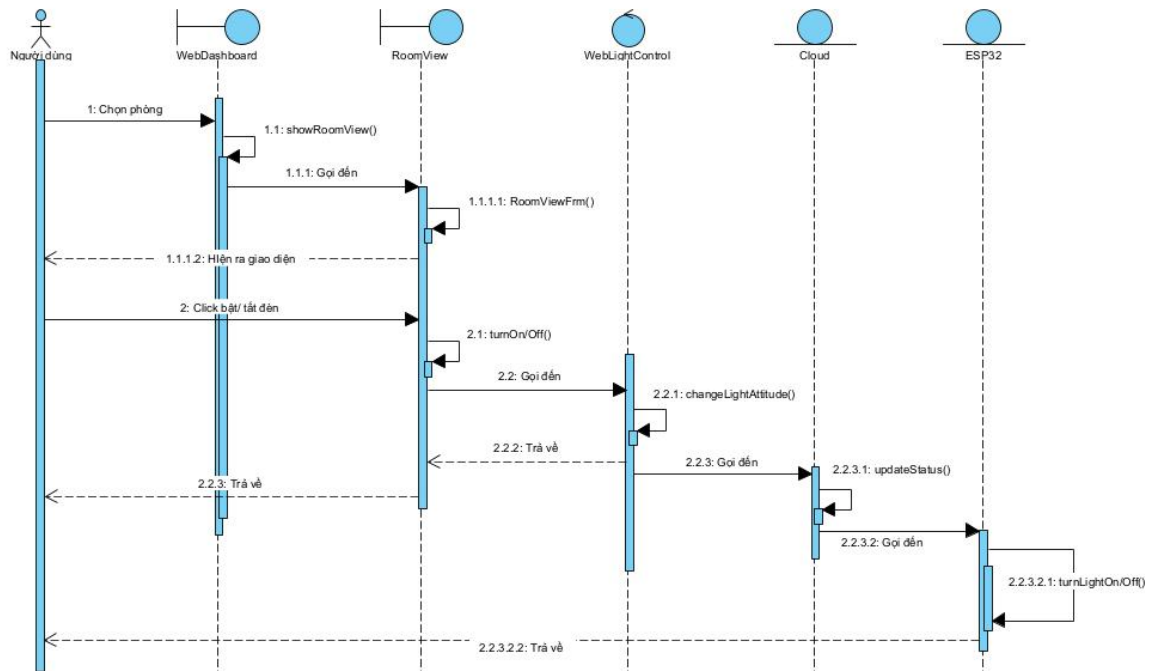 Người dùng
WebDashboard
RoomView
WebLightControl
Cloud
ESP32
1: Chọn phòng
1.1: showRoomView()
1.1.1: Gọi đến
1.1.1.1: RoomViewFrm()
1.1.1.2: Hiện ra giao diện
2: Click bật/ tắt đèn
2.1: turnOn/Off()
2.2: Gọi đến
2.2.1: changeLightAttitude()
2.2.2: Trả về
2.2.3: Gọi đến
2.2.3.1: updateStatus()
2.2.3: Trả về
2.2.3.2: Gọi đến
2.2.3.2.1: turnLightOn/Off()
2.2.3.2.2: Trả về